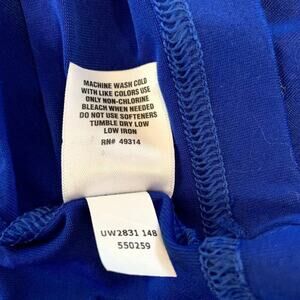 MACHINE WASH COLD
WITH LIKE COLORS USE
ONLY NON-CHLORINE
BLEACH WHEN NEEDED
DO NOT USE SOFTENERS
TUMBLE DRY LOW
LOW IRON
RN# 49314
UW2831 148
550259